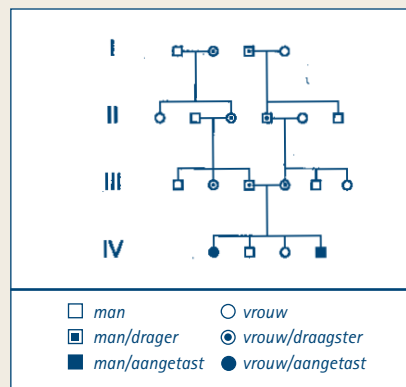 I
II
III
IV
man vrouw
man/drager vrouw/draagster
man/aangetast vrouw/aangetast